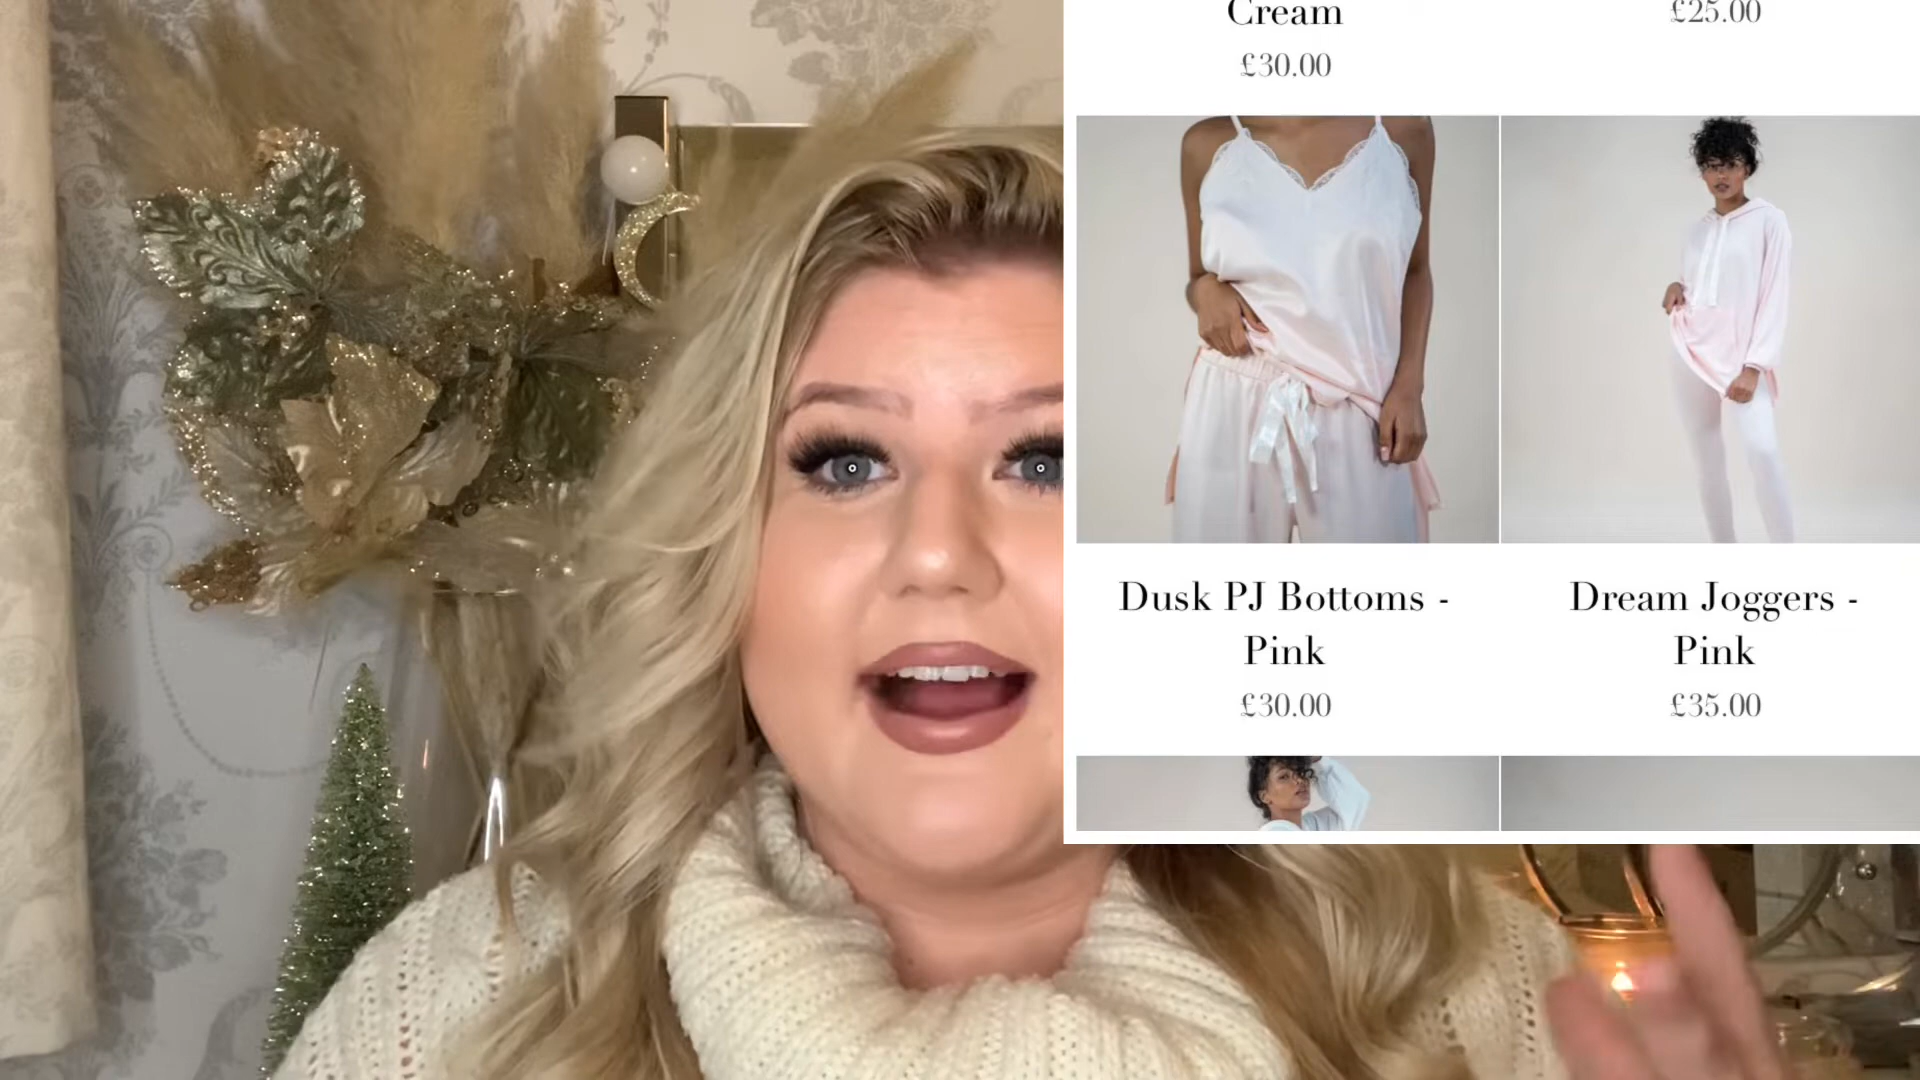 Cream
£30.00
£25.00
Dusk PJ Bottoms -
Pink
£30.00
Dream Joggers -
Pink
£35.00